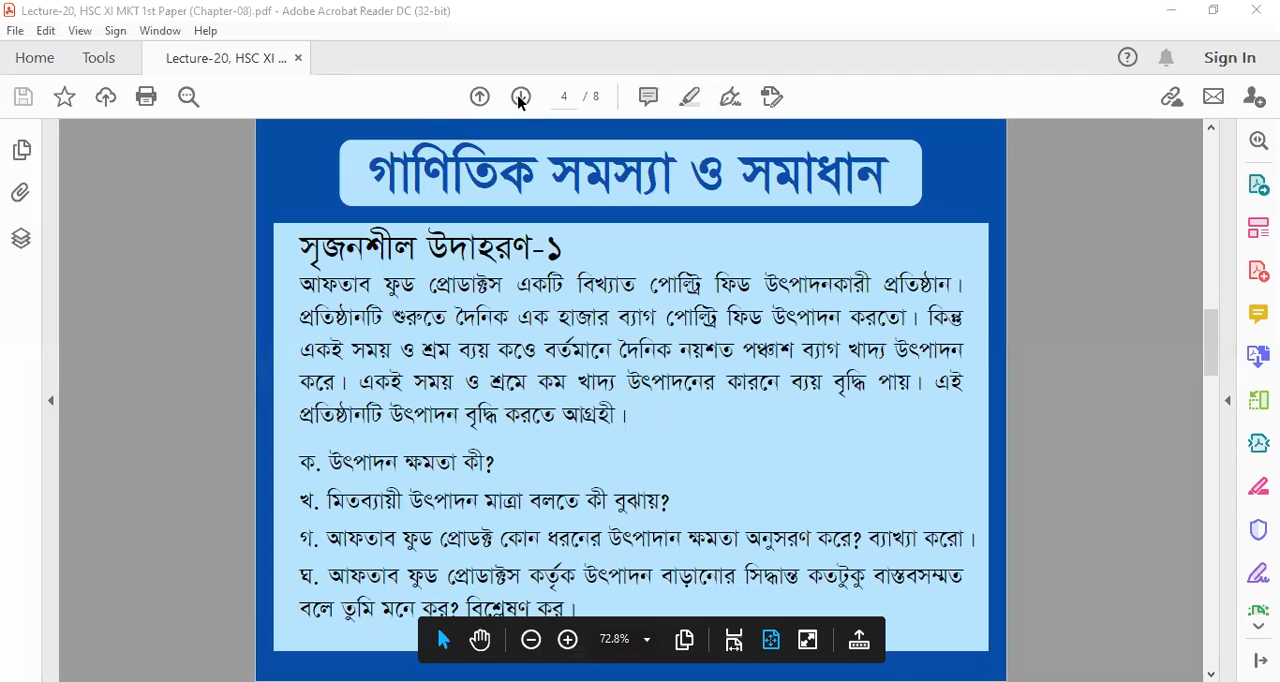 Lecture-20, HSC XI MKT 1st Paper (Chapter-08).pdf - Adobe Acrobat Reader DC (32-bit)
File Edit View Sign Window Help
Home Tools Lecture-20, HSC XI ... × Sign In
4 / 8
গাণিতিক সমস্যা ও সমাধান
সৃজনশীল উদাহরণ-১
আফতাব ফুড প্রোডাক্টস একটি বিখ্যাত পোল্ট্রি ফিড উৎপাদনকারী প্রতিষ্ঠান।
প্রতিষ্ঠানটি শুরুতে দৈনিক এক হাজার ব্যাগ পোল্ট্রি ফিড উৎপাদন করতো। কিন্তু
একই সময় ও শ্রম ব্যয় কওে বর্তমানে দৈনিক নয়শত পঞ্চাশ ব্যাগ খাদ্য উৎপাদন
করে। একই সময় ও শ্রমে কম খাদ্য উৎপাদনের কারনে ব্যয় বৃদ্ধি পায়। এই
প্রতিষ্ঠানটি উৎপাদন বৃদ্ধি করতে আগ্রহী।
ক. উৎপাদন ক্ষমতা কী?
খ. মিতব্যায়ী উৎপাদন মাত্রা বলতে কী বুঝায়?
গ. আফতাব ফুড প্রোডক্ট কোন ধরনের উৎপাদান ক্ষমতা অনুসরণ করে? ব্যাখ্যা করো।
ঘ. আফতাব ফুড প্রোডাক্টস কর্তৃক উৎপাদন বাড়ানোর সিদ্ধান্ত কতটুকু বাস্তবসম্মত
বলে তুমি মনে কর? বিশ্লেষণ কর।
72.8%